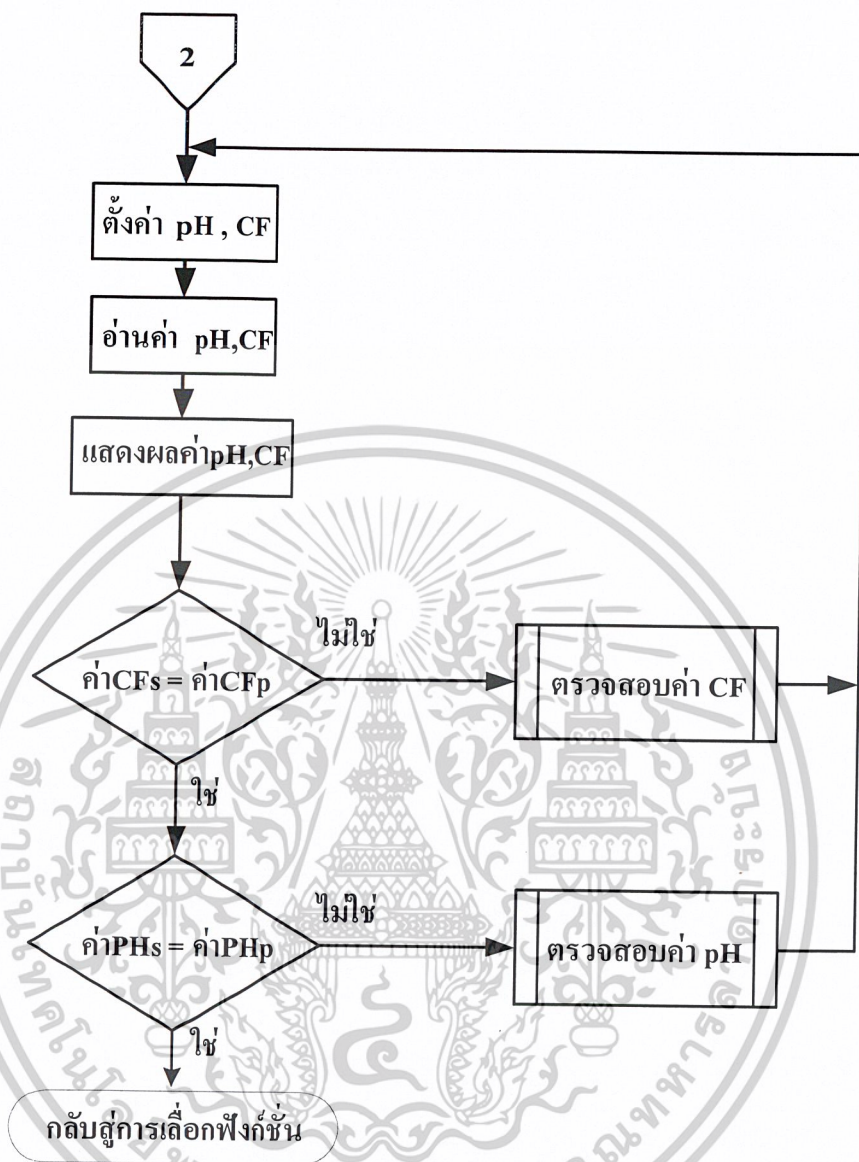 2
ตั้งค่า pH , CF
อ่านค่า pH,CF
แสดงผลค่าpH,CF
ค่าCFs = ค่าCFp
ไม่ใช่
ตรวจสอบค่า CF
ใช่
ค่าPHs = ค่าPHp
ไม่ใช่
ตรวจสอบค่า pH
ใช่
กลับสู่การเลือกฟังก์ชั่น